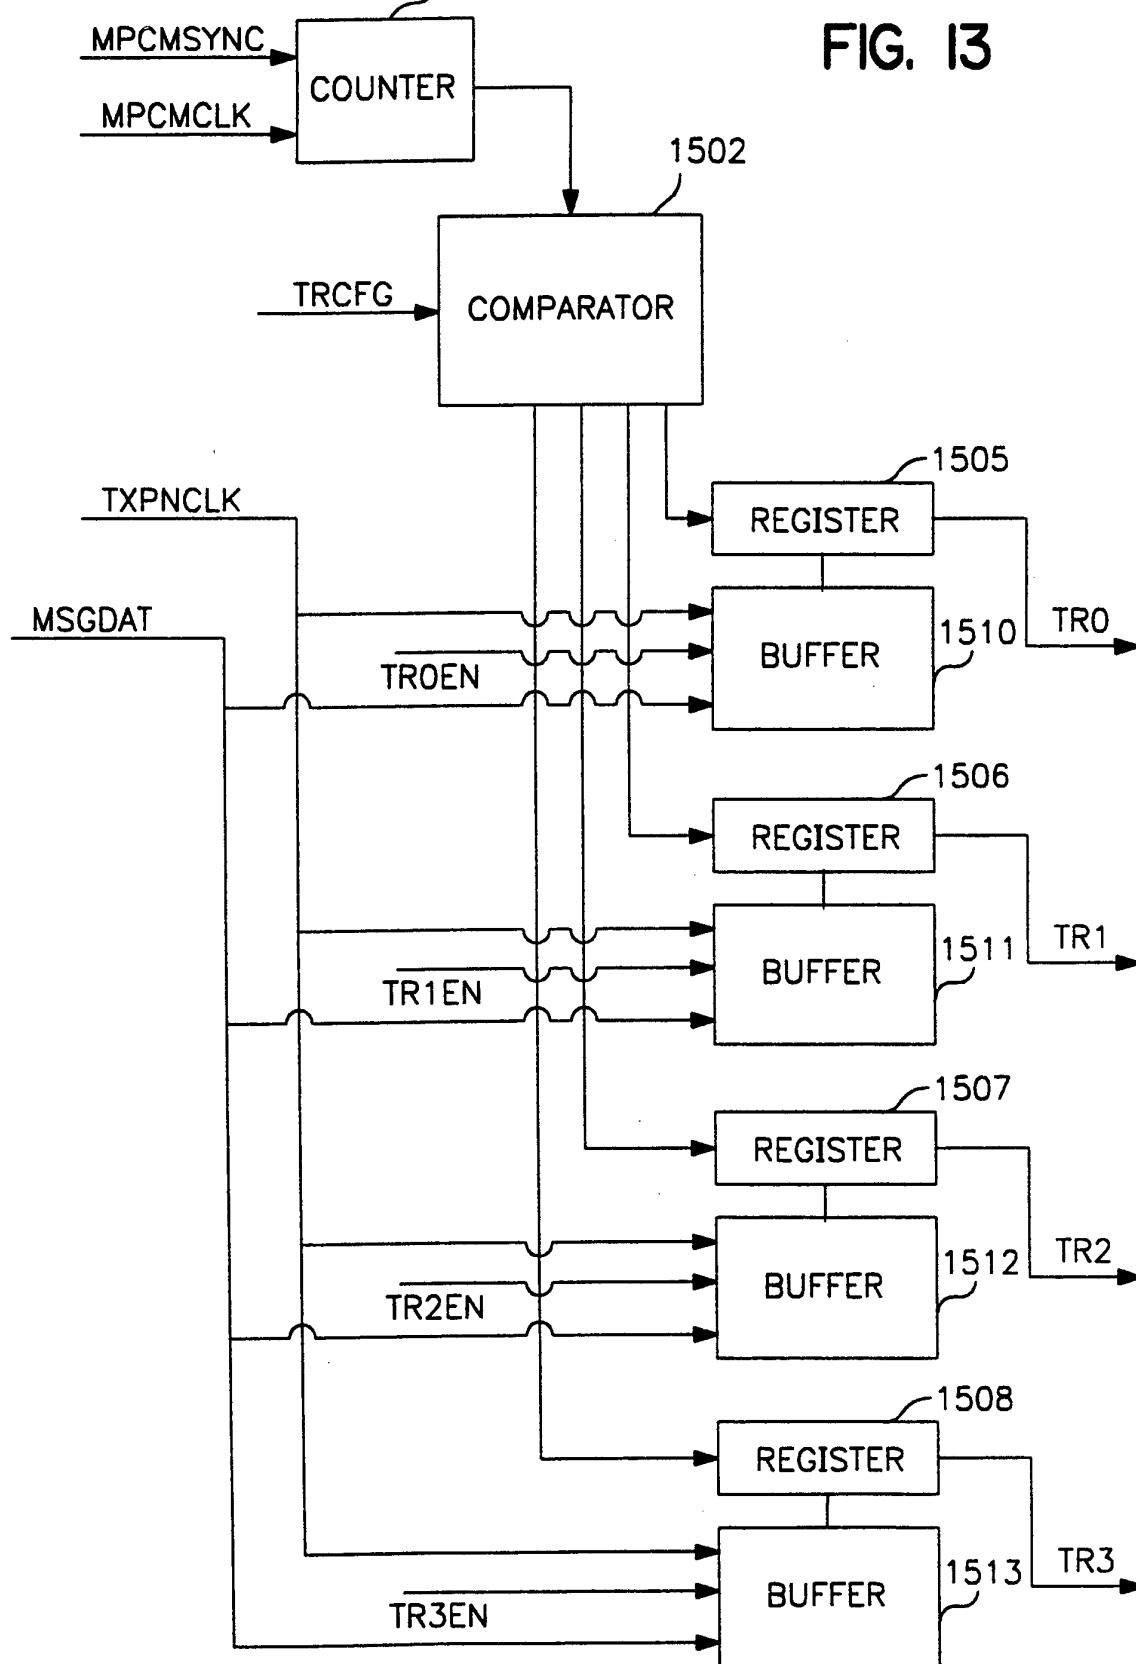 FIG. 13
MPCMSYNC
COUNTER
MPCMCLK
1502
TRCFG
COMPARATOR
1505
TXPNCLK
REGISTER
MSGDAT
TR0
1510
BUFFER
TR0EN
1506
REGISTER
TR1
1511
BUFFER
TR1EN
1507
REGISTER
TR2
1512
BUFFER
TR2EN
1508
REGISTER
TR3
1513
BUFFER
TR3EN